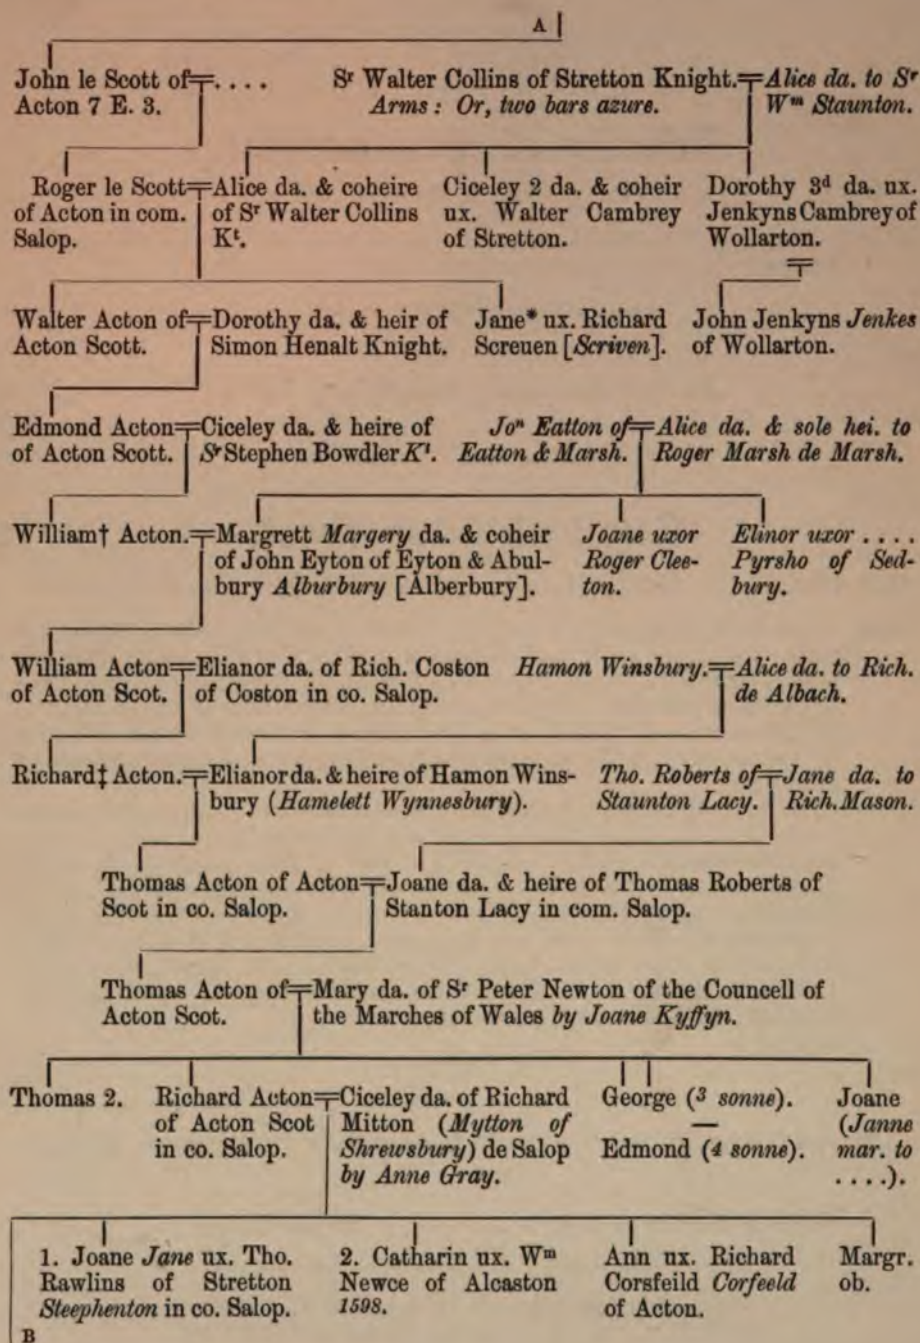 A
John le Scott of=. . . .
Acton 7 E. 3.
Sʳ Walter Collins of Stretton Knight.=Alice da. to Sʳ
Arms : Or, two bars azure. Wᵐ Staunton.
Roger le Scott=Alice da. & coheire
of Acton in com. of Sʳ Walter Collins
Salop. Kᵗ.
Ciceley 2 da. & coheir
ux. Walter Cambrey
of Stretton.
Dorothy 3ᵈ da. ux.
Jenkyns Cambrey of
Wollarton.
Walter Acton of=Dorothy da. & heir of
Acton Scott. Simon Henalt Knight.
Jane* ux. Richard
Screuen [Scriven].
John Jenkyns Jenkes
of Wollarton.
Edmond Acton=Ciceley da. & heire of
of Acton Scott. Sʳ Stephen Bowdler Kᵗ.
Joⁿ Eatton of=Alice da. & sole hei. to
Eatton & Marsh. Roger Marsh de Marsh.
William† Acton.=Margrett Margery da. & coheir
of John Eyton of Eyton & Abul-
bury Alburbury [Alberbury].
Joane uxor
Roger Clee-
ton.
Elinor uxor . . . .
Pyrsho of Sed-
bury.
William Acton=Elianor da. of Rich. Coston
of Acton Scot. of Coston in co. Salop.
Hamon Winsbury.=Alice da. to Rich.
de Albach.
Richard‡ Acton.=Elianor da. & heire of Hamon Wins-
bury (Hamelett Wynnesbury).
Tho. Roberts of=Jane da. to
Staunton Lacy. Rich. Mason.
Thomas Acton of Acton=Joane da. & heire of Thomas Roberts of
Scot in co. Salop. Stanton Lacy in com. Salop.
Thomas Acton of=Mary da. of Sʳ Peter Newton of the Councell of
Acton Scot. the Marches of Wales by Joane Kyffyn.
Thomas 2.
Richard Acton=Ciceley da. of Richard
of Acton Scot Mitton (Mytton of
in co. Salop. Shrewsbury) de Salop
by Anne Gray.
George (3 sonne).
—
Edmond (4 sonne).
Joane
(Janne
mar. to
. . . .).
1. Joane Jane ux. Tho.
Rawlins of Stretton
Steephenton in co. Salop.
2. Catharin ux. Wᵐ
Newce of Alcaston
1598.
Ann ux. Richard
Corsfeild Corfeeld
of Acton.
Margr.
ob.
B